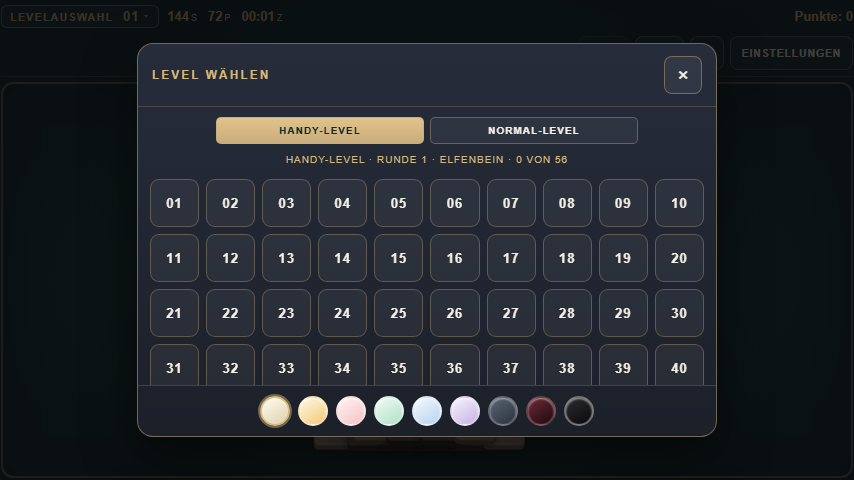 LEVELAUSWAHL 01 144S 72P 00:01Z Punkte: 0
EINSTELLUNGEN
LEVEL WÄHLEN ×
HANDY-LEVEL NORMAL-LEVEL
HANDY-LEVEL · RUNDE 1 · ELFENBEIN · 0 VON 56
01 02 03 04 05 06 07 08 09 10
11 12 13 14 15 16 17 18 19 20
21 22 23 24 25 26 27 28 29 30
31 32 33 34 35 36 37 38 39 40